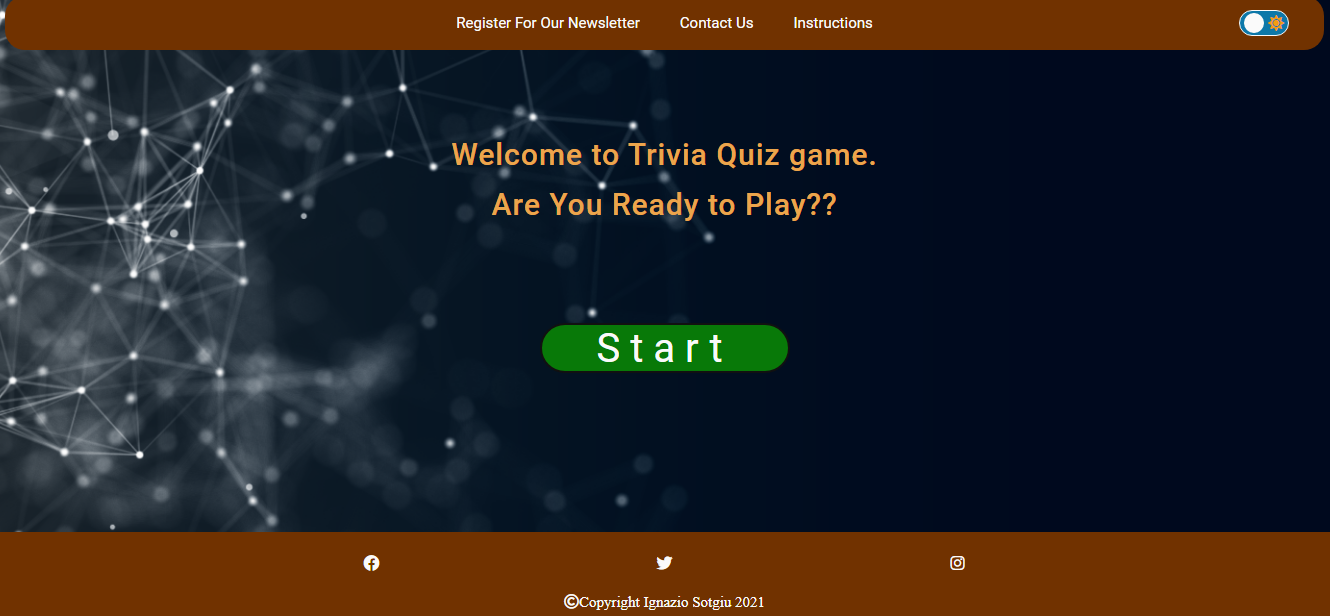 Register For Our Newsletter Contact Us Instructions
Welcome to Trivia Quiz game.
Are You Ready to Play??
Start
©Copyright Ignazio Sotgiu 2021